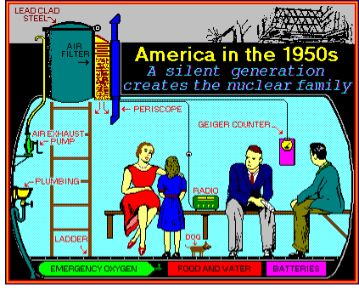 LEAD CLAD
STEEL
AIR
FILTER
America in the 1950s
A silent generation
creates the nuclear family
PERISCOPE
GEIGER COUNTER
AIR EXHAUST
PUMP
PLUMBING
RADIO
LADDER
DOG
EMERGENCY OXYGEN
FOOD AND WATER
BATTERIES